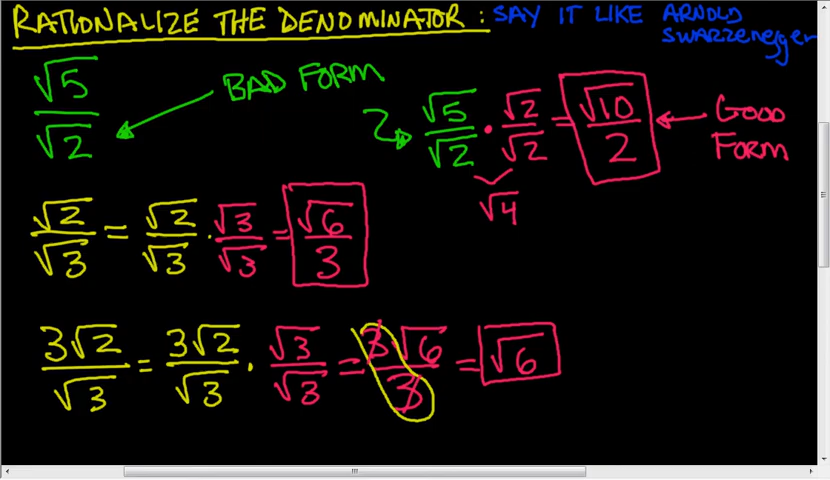 RATIONALIZE THE DENOMINATOR: SAY IT LIKE ARNOLD
SWARZENEGGER
√5/√2 BAD FORM
√5/√2 · √2/√2 = √10/2 GOOD FORM
√4
√2/√3 = √2/√3 · √3/√3 = √6/3
3√2/√3 = 3√2/√3 · √3/√3 = 3√6/3 = √6